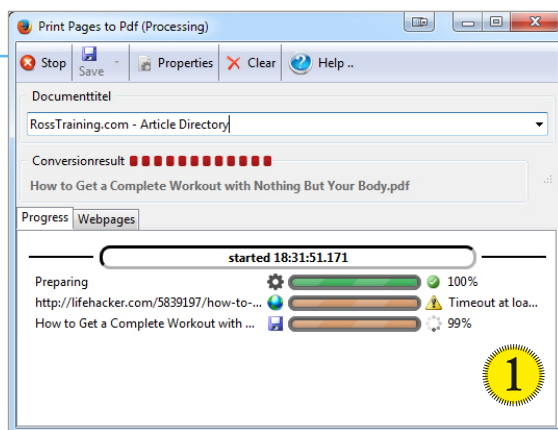 Print Pages to Pdf (Processing)
Stop Save Properties Clear Help ..
Documenttitel
RossTraining.com - Article Directory
Conversionresult
How to Get a Complete Workout with Nothing But Your Body.pdf
Progress Webpages
started 18:31:51.171
Preparing 100%
http://lifehacker.com/5839197/how-to-... Timeout at loa...
How to Get a Complete Workout with ... 99%
1